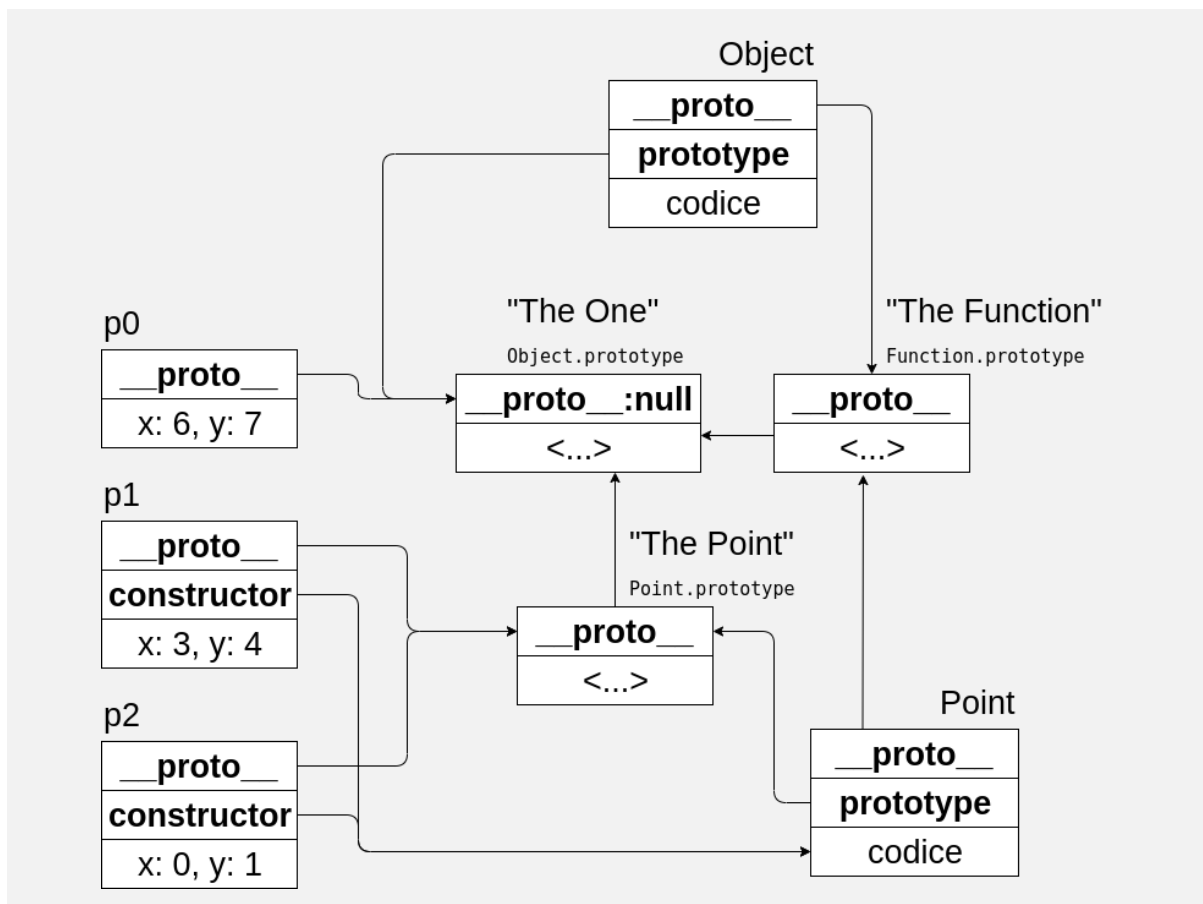 Object
__proto__
prototype
codice
"The One"
Object.prototype
__proto__:null
<...>
"The Function"
Function.prototype
__proto__
<...>
p0
__proto__
x: 6, y: 7
p1
__proto__
constructor
x: 3, y: 4
"The Point"
Point.prototype
__proto__
<...>
p2
__proto__
constructor
x: 0, y: 1
Point
__proto__
prototype
codice